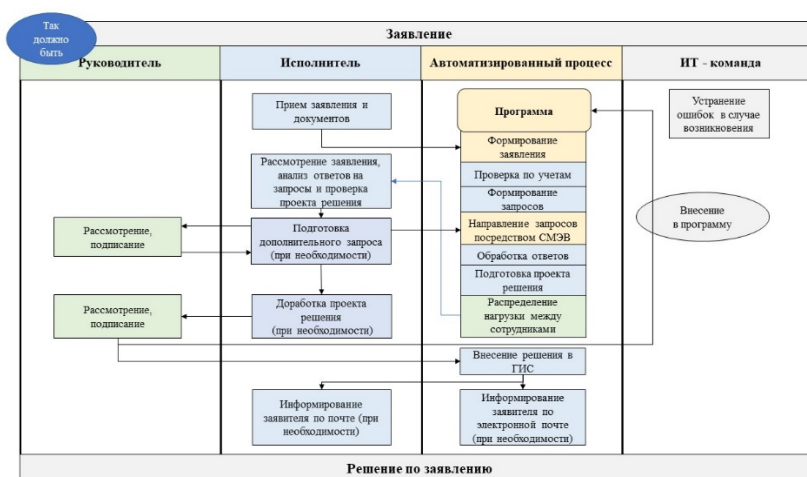 Так
должно
быть
Заявление
Руководитель
Исполнитель
Автоматизированный процесс
ИТ - команда
Прием заявления и
документов
Программа
Устранение
ошибок в случае
возникновения
Формирование
заявления
Рассмотрение заявления,
анализ ответов на
запросы и проверка
проекта решения
Проверка по учетам
Формирование
запросов
Внесение
в программу
Рассмотрение,
подписание
Подготовка
дополнительного запроса
(при необходимости)
Направление запросов
посредством СМЭВ
Обработка ответов
Подготовка проекта
решения
Рассмотрение,
подписание
Доработка проекта
решения
(при необходимости)
Распределение
нагрузки между
сотрудниками
Внесение решения в
ГИС
Информирование
заявителя по почте (при
необходимости)
Информирование
заявителя по
электронной почте
(при необходимости)
Решение по заявлению